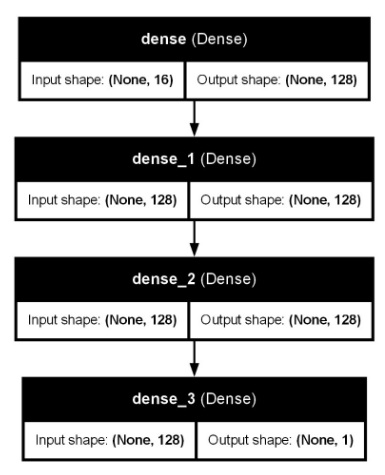 dense (Dense)
Input shape: (None, 16) Output shape: (None, 128)
dense_1 (Dense)
Input shape: (None, 128) Output shape: (None, 128)
dense_2 (Dense)
Input shape: (None, 128) Output shape: (None, 128)
dense_3 (Dense)
Input shape: (None, 128) Output shape: (None, 1)